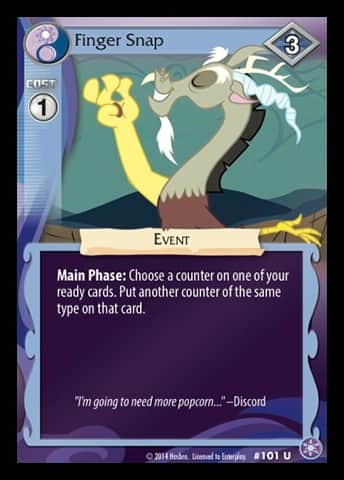 Finger Snap
3
COST
1
EVENT
Main Phase: Choose a counter on one of your
ready cards. Put another counter of the same
type on that card.
"I'm going to need more popcorn..." –Discord
© 2014 Hasbro. Licensed to Enterplay. #101 U